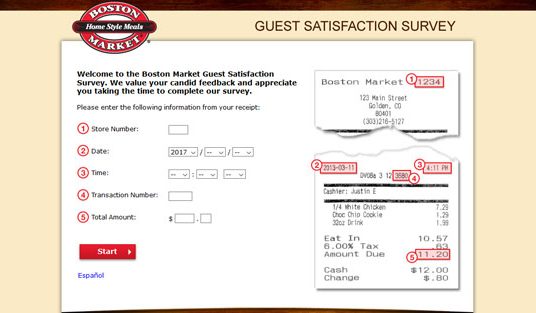 BOSTON
Home Style Meals
MARKET
GUEST SATISFACTION SURVEY
Welcome to the Boston Market Guest Satisfaction
Survey. We value your candid feedback and appreciate
you taking the time to complete our survey.
Please enter the following information from your receipt:
1 Store Number:
2 Date: 2017 / -- / --
3 Time: -- : -- --
4 Transaction Number:
5 Total Amount: $ .
Start
Español
Boston Market 1 1234
123 Main Street
Golden, CO
80401
(303)216-5127
2 2013-03-11 3 4:11 PM
3 12 3680 4
Cashier: Justin E
1/4 White Chicken 7.29
Choc Chip Cookie 1.29
32oz Drink 1.99
Eat In 10.57
6.00% Tax .63
Amount Due 5 11.20
Cash $12.00
Change $.80